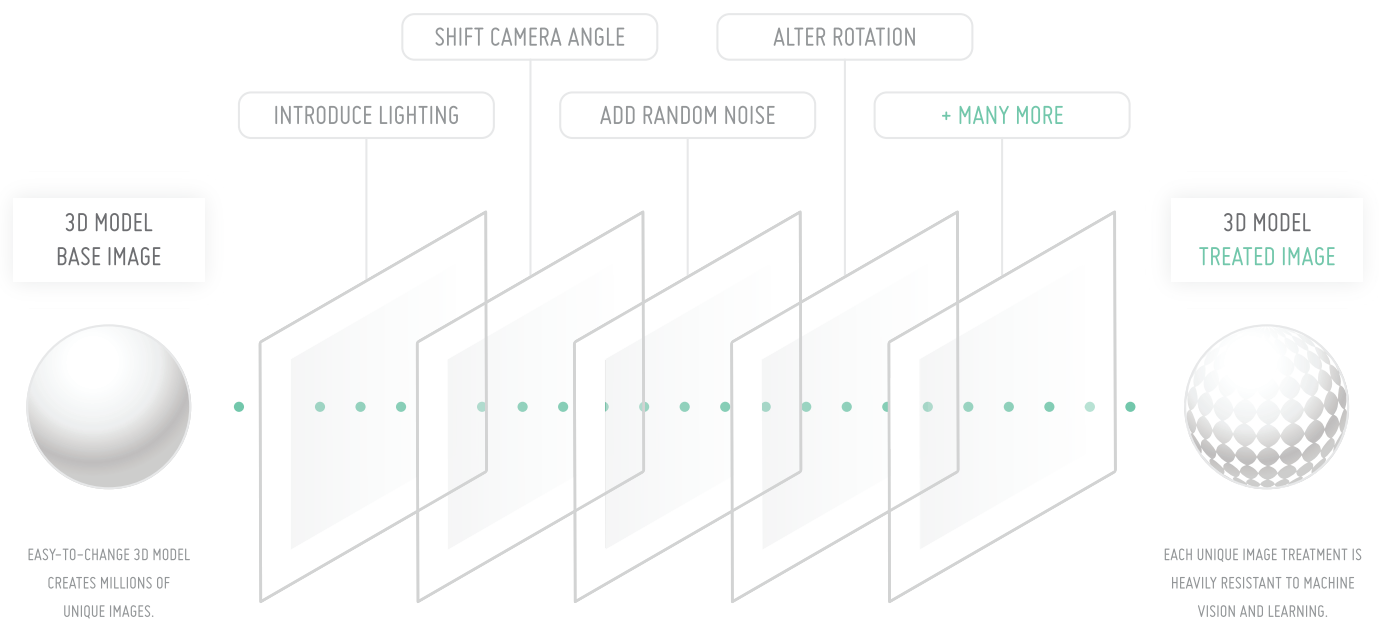 SHIFT CAMERA ANGLE
ALTER ROTATION
INTRODUCE LIGHTING
ADD RANDOM NOISE
+ MANY MORE
3D MODEL
BASE IMAGE
3D MODEL
TREATED IMAGE
EASY-TO-CHANGE 3D MODEL
CREATES MILLIONS OF
UNIQUE IMAGES.
EACH UNIQUE IMAGE TREATMENT IS
HEAVILY RESISTANT TO MACHINE
VISION AND LEARNING.